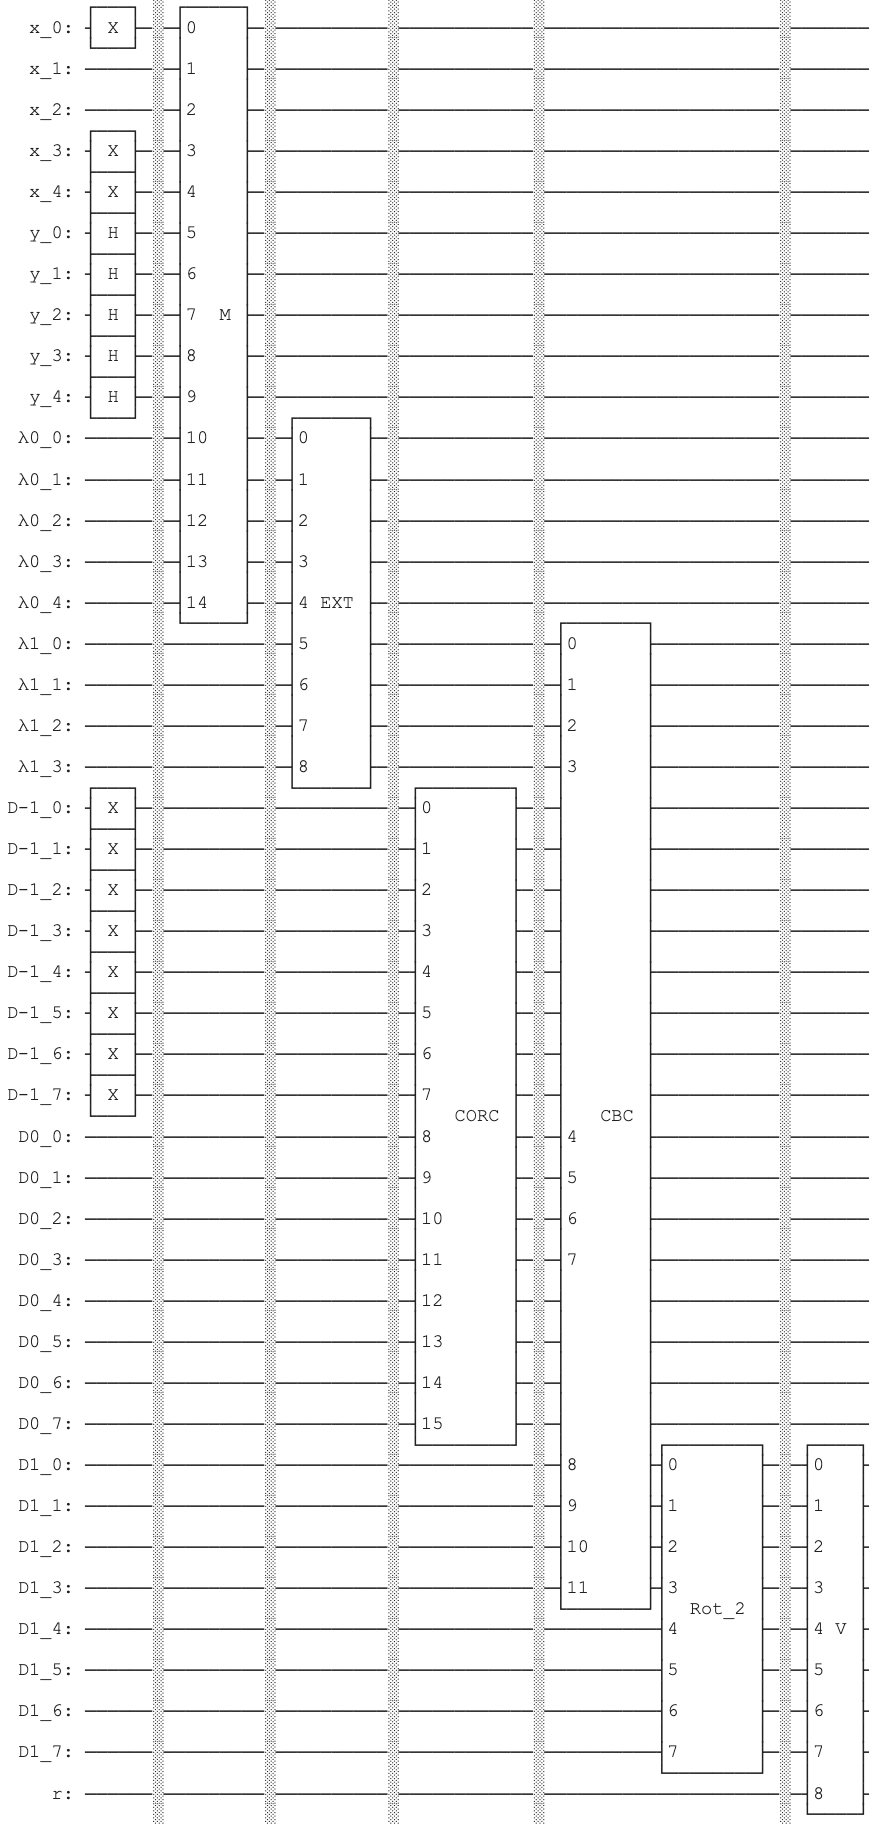 x_0: X 0
x_1: 1
x_2: 2
x_3: X 3
x_4: X 4
y_0: H 5
y_1: H 6
y_2: H 7 M
y_3: H 8
y_4: H 9
λ0_0: 10 0
λ0_1: 11 1
λ0_2: 12 2
λ0_3: 13 3
λ0_4: 14 4 EXT
λ1_0: 5 0
λ1_1: 6 1
λ1_2: 7 2
λ1_3: 8 3
D-1_0: X 0
D-1_1: X 1
D-1_2: X 2
D-1_3: X 3
D-1_4: X 4
D-1_5: X 5
D-1_6: X 6
D-1_7: X 7
CORC CBC
D0_0: 8 4
D0_1: 9 5
D0_2: 10 6
D0_3: 11 7
D0_4: 12
D0_5: 13
D0_6: 14
D0_7: 15
D1_0: 8 0 0
D1_1: 9 1 1
D1_2: 10 2 2
D1_3: 11 3 3
Rot_2
D1_4: 4 4 V
D1_5: 5 5
D1_6: 6 6
D1_7: 7 7
r: 8